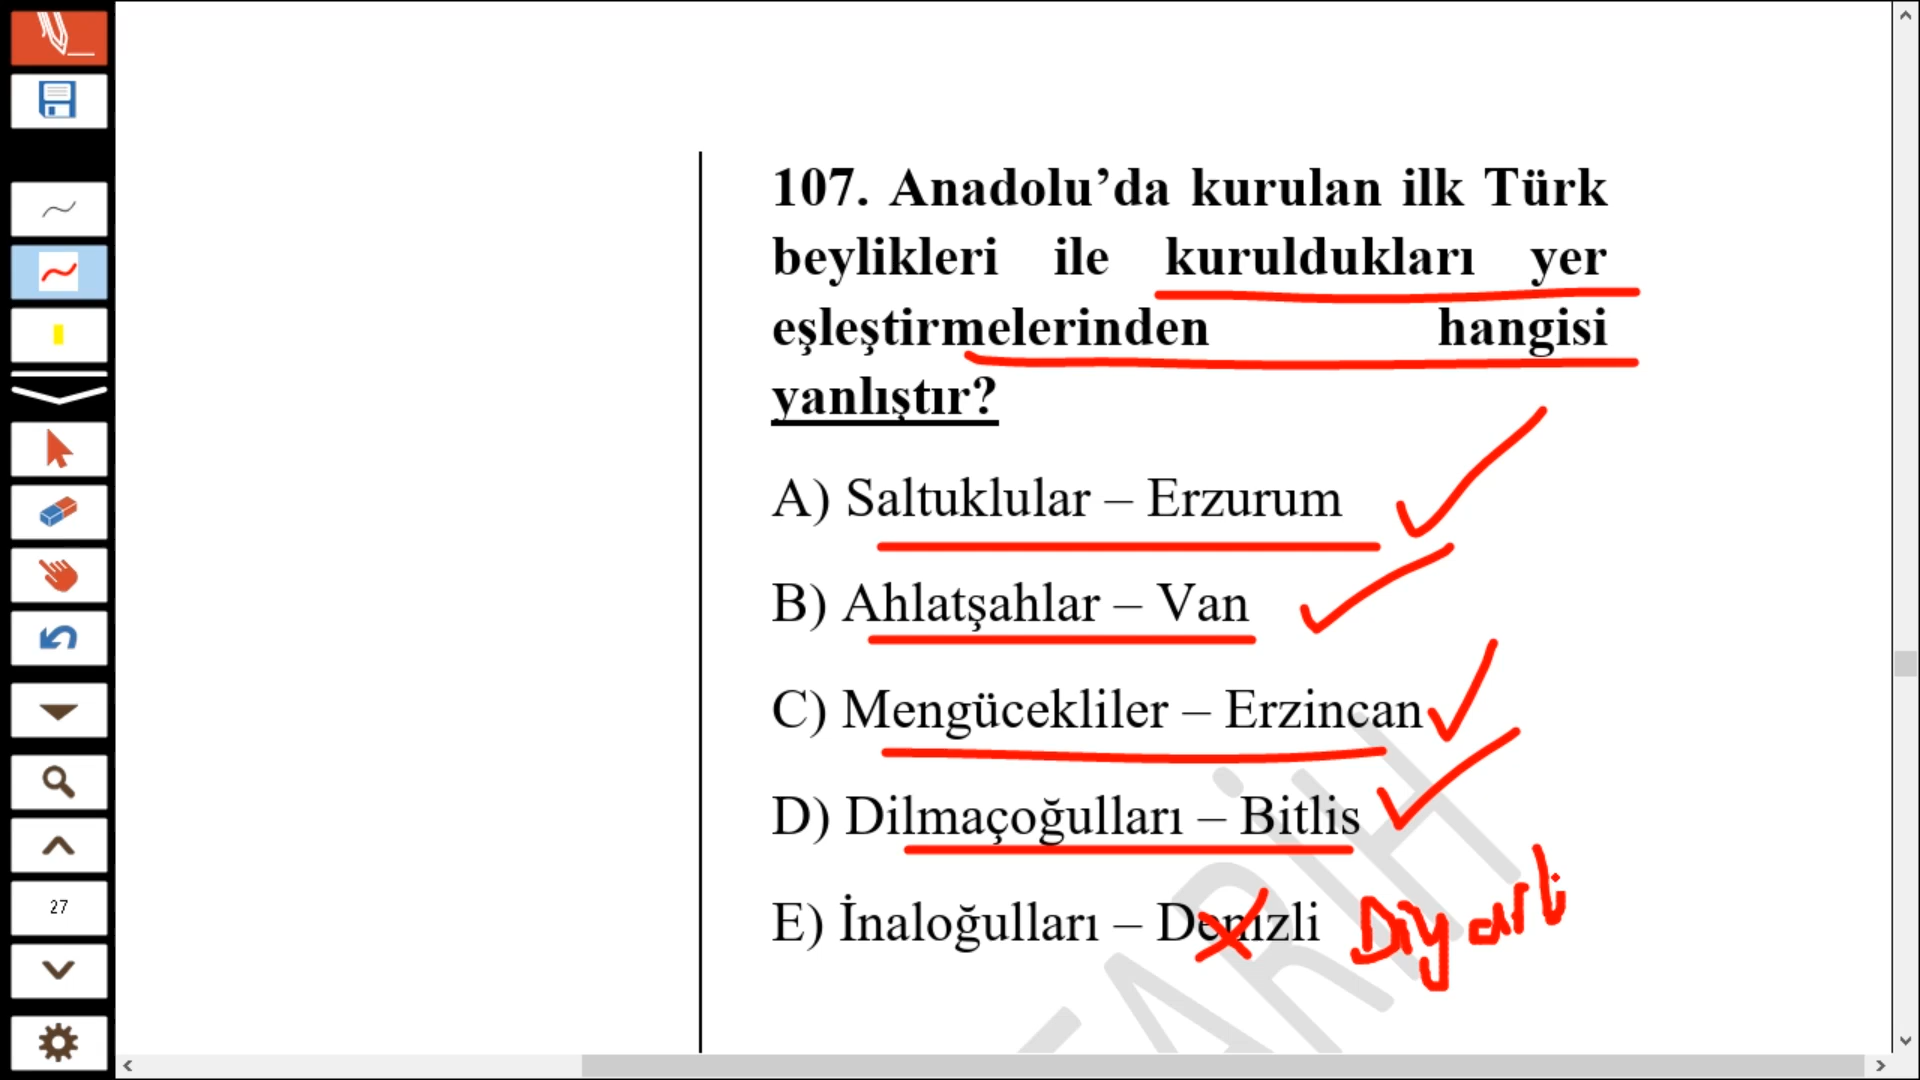 107. Anadolu’da kurulan ilk Türk
beylikleri ile kuruldukları yer
eşleştirmelerinden hangisi
yanlıştır?
A) Saltuklular – Erzurum
B) Ahlatşahlar – Van
C) Mengücekliler – Erzincan
D) Dilmaçoğulları – Bitlis
E) İnaloğulları – Denizli
TARİH
27